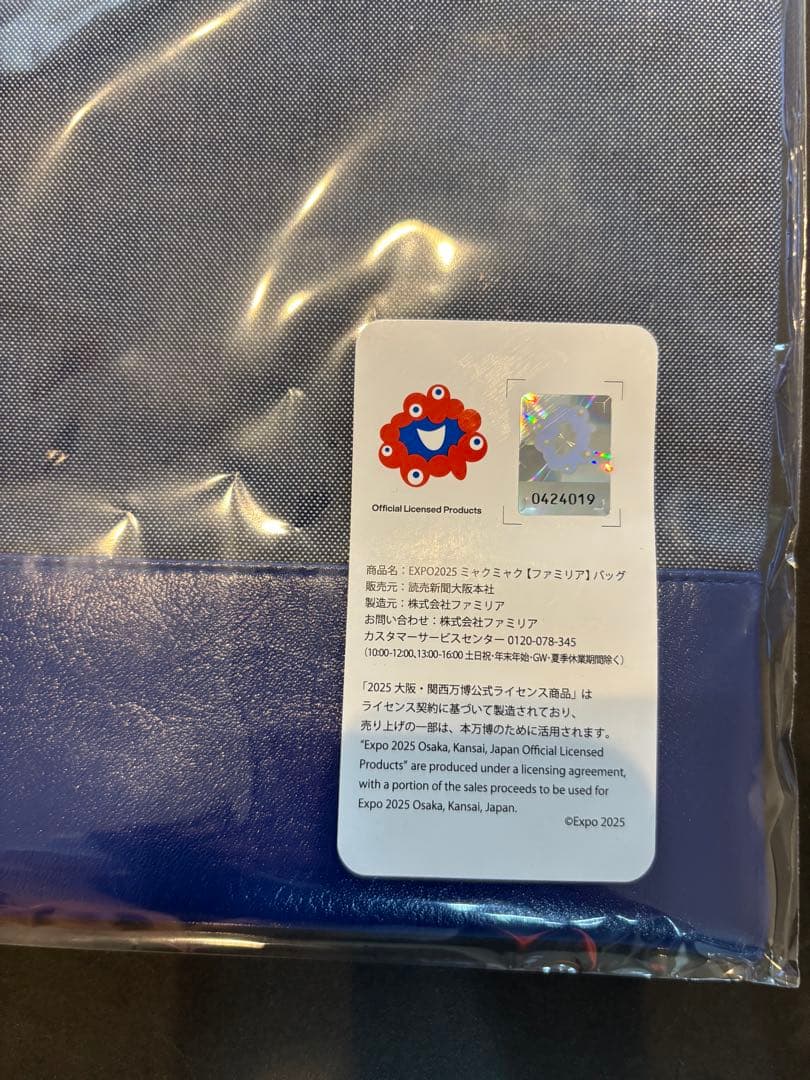 Official Licensed Products
0424019
商品名：EXPO2025 ミャクミャク【ファミリア】バッグ
販売元：読売新聞大阪本社
製造元：株式会社ファミリア
お問い合わせ：株式会社ファミリア
カスタマーサービスセンター 0120-078-345
（10:00-12:00、13:00-16:00 土日祝・年末年始・GW・夏季休業期間除く）
「2025 大阪・関西万博公式ライセンス商品」は
ライセンス契約に基づいて製造されており、
売り上げの一部は、本万博のために活用されます。
“Expo 2025 Osaka, Kansai, Japan Official Licensed
Products” are produced under a licensing agreement,
with a portion of the sales proceeds to be used for
Expo 2025 Osaka, Kansai, Japan.
©Expo 2025